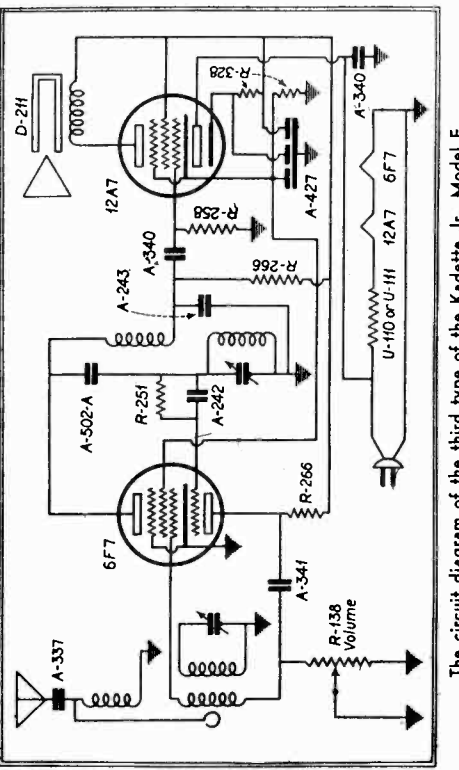 D-211
12A7
R-328
A-340
A-427
R-258
A-340
A-243
R-266
A-502-A
R-251
A-242
6F7
R-266
A-341
A-337
R-138
Volume
U-110 or U-111
12A7
6F7
The circuit diagram of the third type of the Kadette Jr. Model F